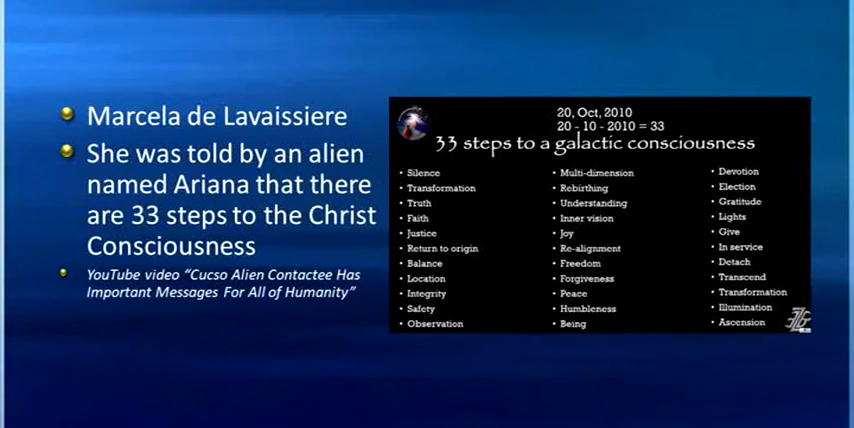 Marcela de Lavaissiere
She was told by an alien
named Ariana that there
are 33 steps to the Christ
Consciousness
YouTube video “Cucso Alien Contactee Has
Important Messages For All of Humanity”
20, Oct, 2010
20 - 10 - 2010 = 33
33 steps to a galactic consciousness
• Silence
• Transformation
• Truth
• Faith
• Justice
• Return to origin
• Balance
• Location
• Integrity
• Safety
• Observation
• Multi-dimension
• Rebirthing
• Understanding
• Inner vision
• Joy
• Re-alignment
• Freedom
• Forgiveness
• Peace
• Humbleness
• Being
• Devotion
• Election
• Gratitude
• Lights
• Give
• In service
• Detach
• Transcend
• Transformation
• Illumination
• Ascension